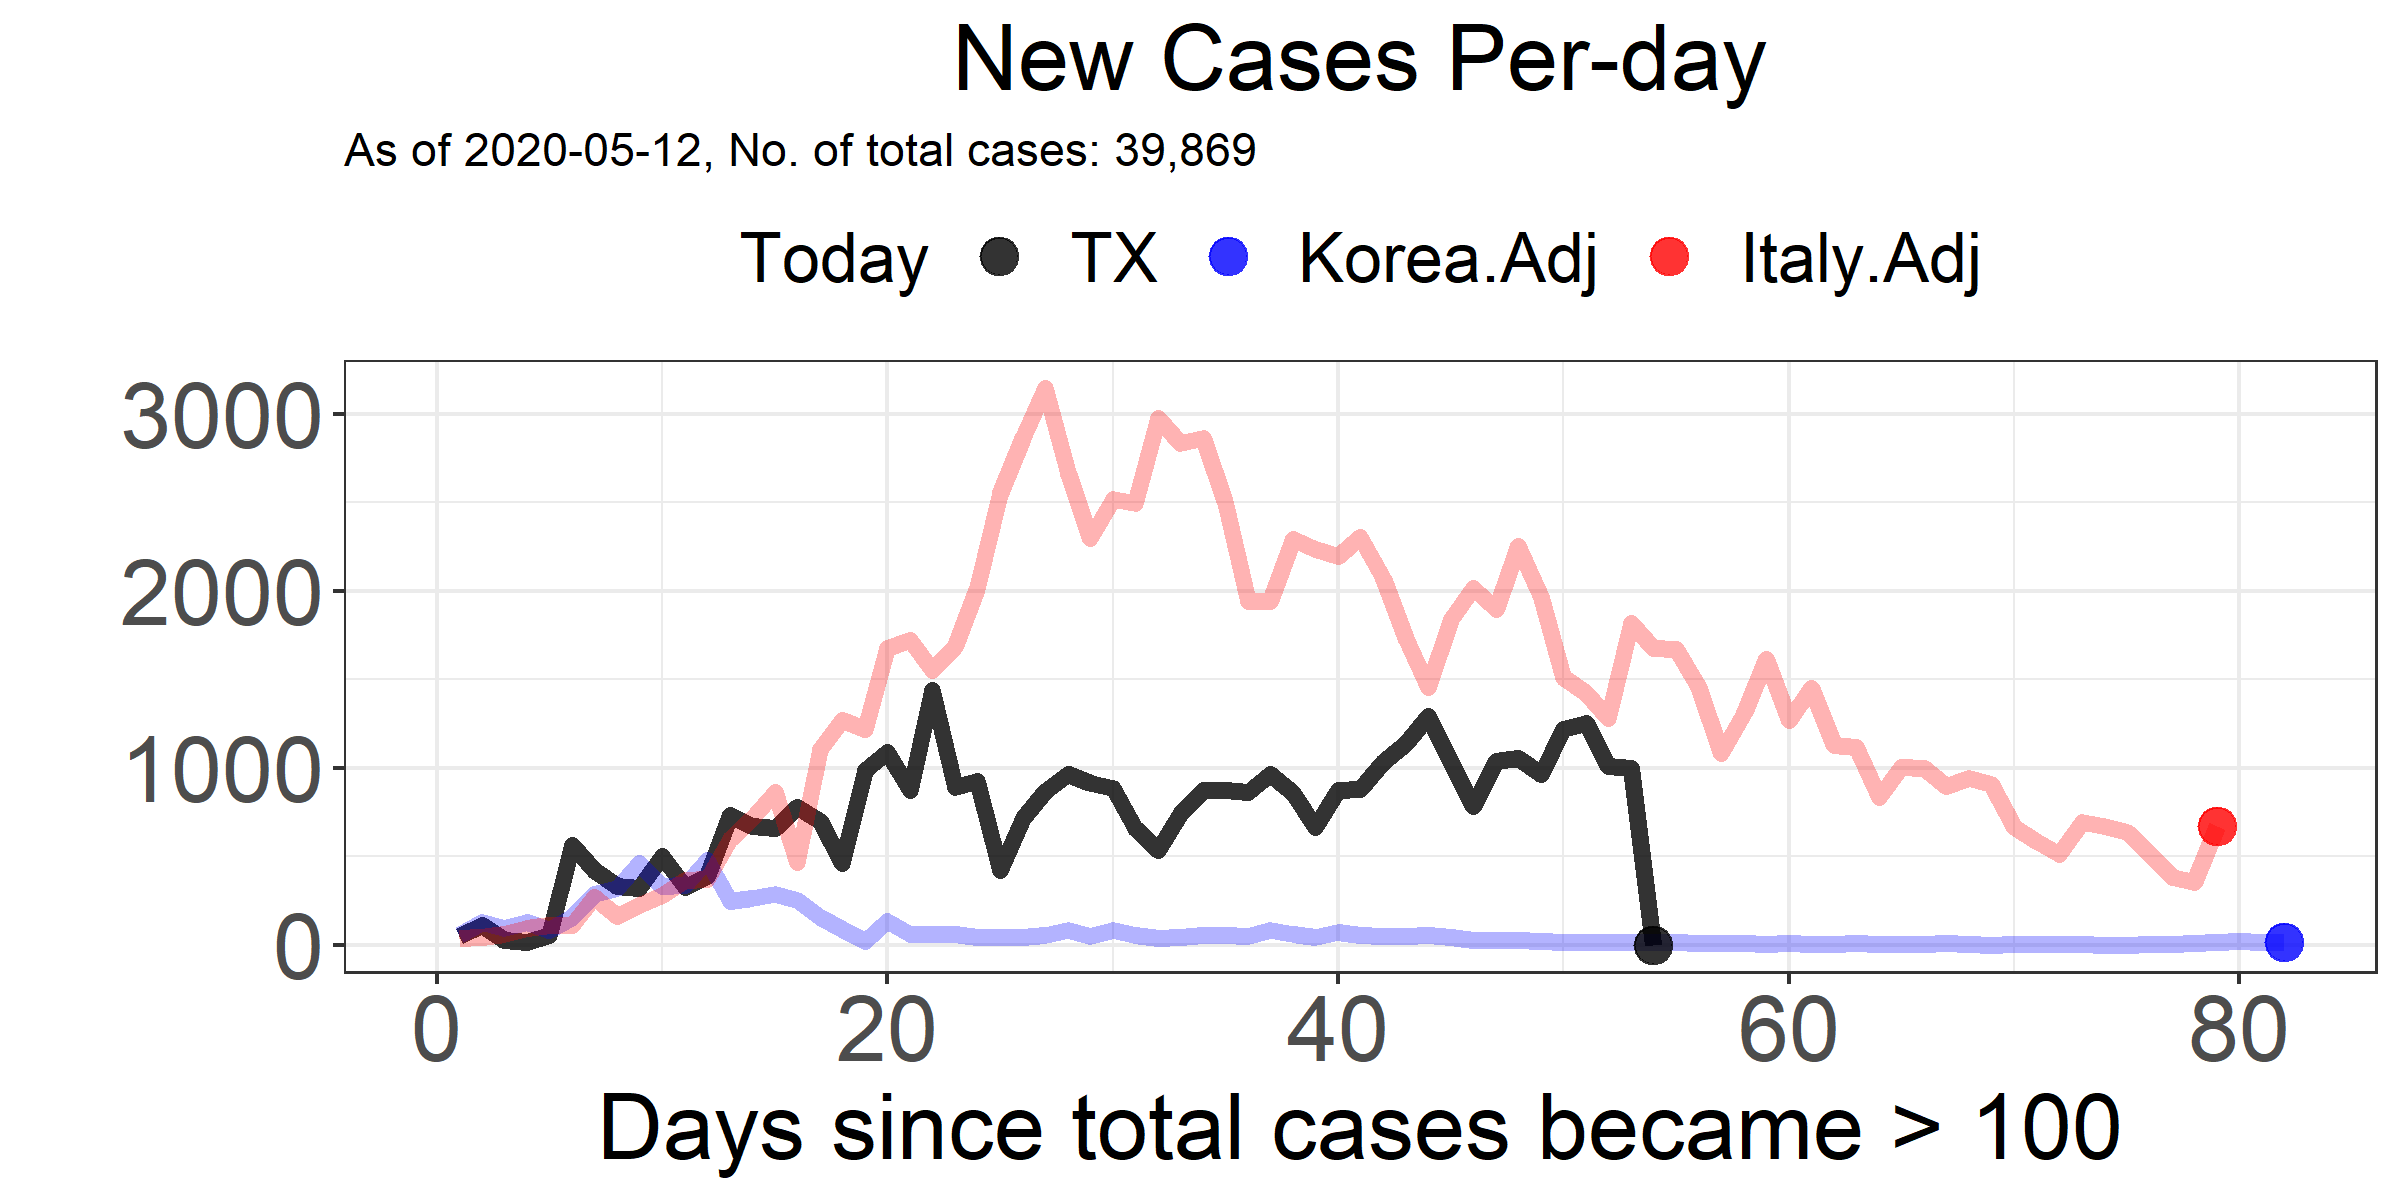 New Cases Per-day
As of 2020-05-12, No. of total cases: 39,869
Today TX Korea.Adj Italy.Adj
3000
2000
1000
0
0 20 40 60 80
Days since total cases became > 100